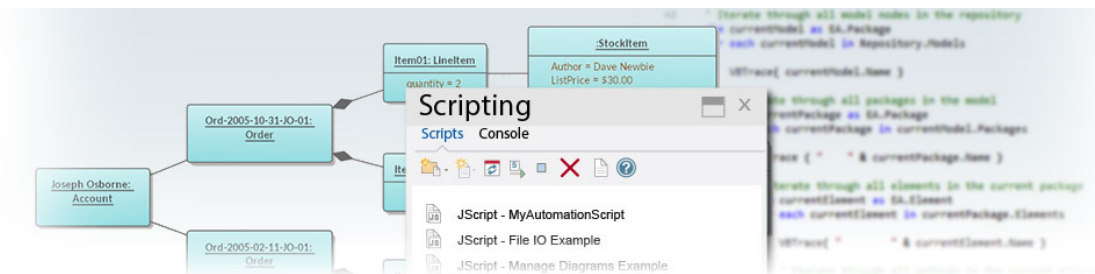 Joseph Osborne:
Account
Ord-2005-10-31-JO-01:
Order
Ord-2005-02-11-JO-01:
Order
Item01: LineItem
quantity = 2
:StockItem
Author = Dave Newbie
ListPrice = $30.00
Ite
Scripting
Scripts Console
JScript - MyAutomationScript
JScript - File IO Example
JScript - Manage Diagrams Example
' Iterate through all model nodes in the repository
currentModel as EA.Package
each currentModel in Repository.Models
VBTrace( currentModel.Name )
through all packages in the model
as EA.Package
currentPackage in currentModel.Packages
( " " & currentPackage.Name )
through all elements in the current package
currentElement as EA.Element
each currentElement in currentPackage.Elements
VBTrace( " " & currentElement.Name )